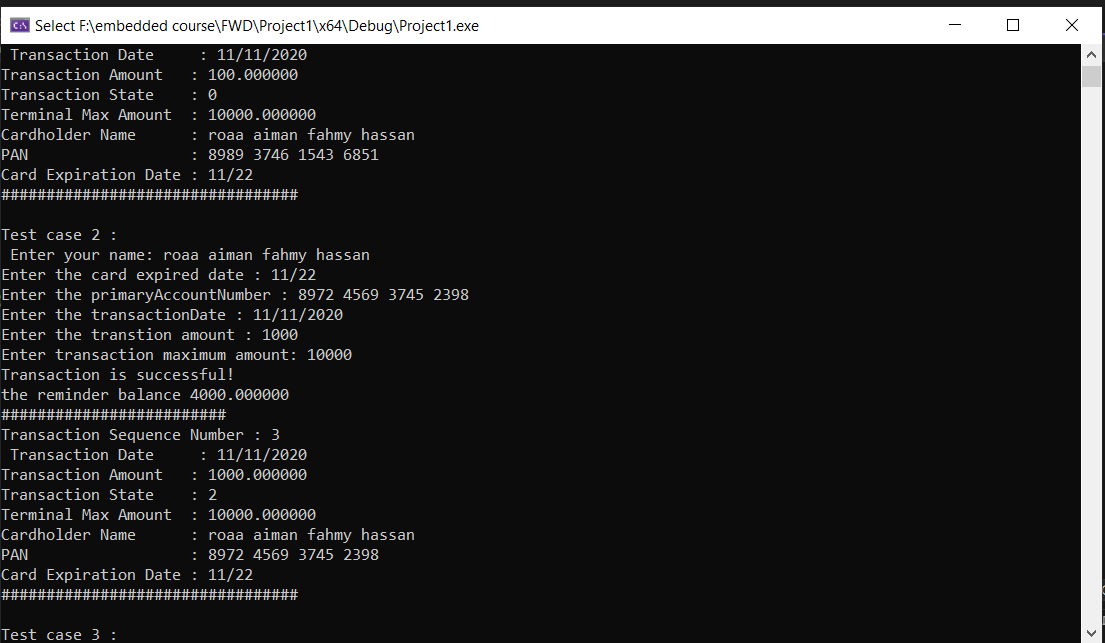 Select F:\embedded course\FWD\Project1\x64\Debug\Project1.exe
 Transaction Date     : 11/11/2020
Transaction Amount   : 100.000000
Transaction State    : 0
Terminal Max Amount  : 10000.000000
Cardholder Name      : roaa aiman fahmy hassan
PAN                  : 8989 3746 1543 6851
Card Expiration Date : 11/22
#################################
Test case 2 :
 Enter your name: roaa aiman fahmy hassan
Enter the card expired date : 11/22
Enter the primaryAccountNumber : 8972 4569 3745 2398
Enter the transactionDate : 11/11/2020
Enter the transtion amount : 1000
Enter transaction maximum amount: 10000
Transaction is successful!
the reminder balance 4000.000000
#########################
Transaction Sequence Number : 3
 Transaction Date     : 11/11/2020
Transaction Amount   : 1000.000000
Transaction State    : 2
Terminal Max Amount  : 10000.000000
Cardholder Name      : roaa aiman fahmy hassan
PAN                  : 8972 4569 3745 2398
Card Expiration Date : 11/22
#################################
Test case 3 :